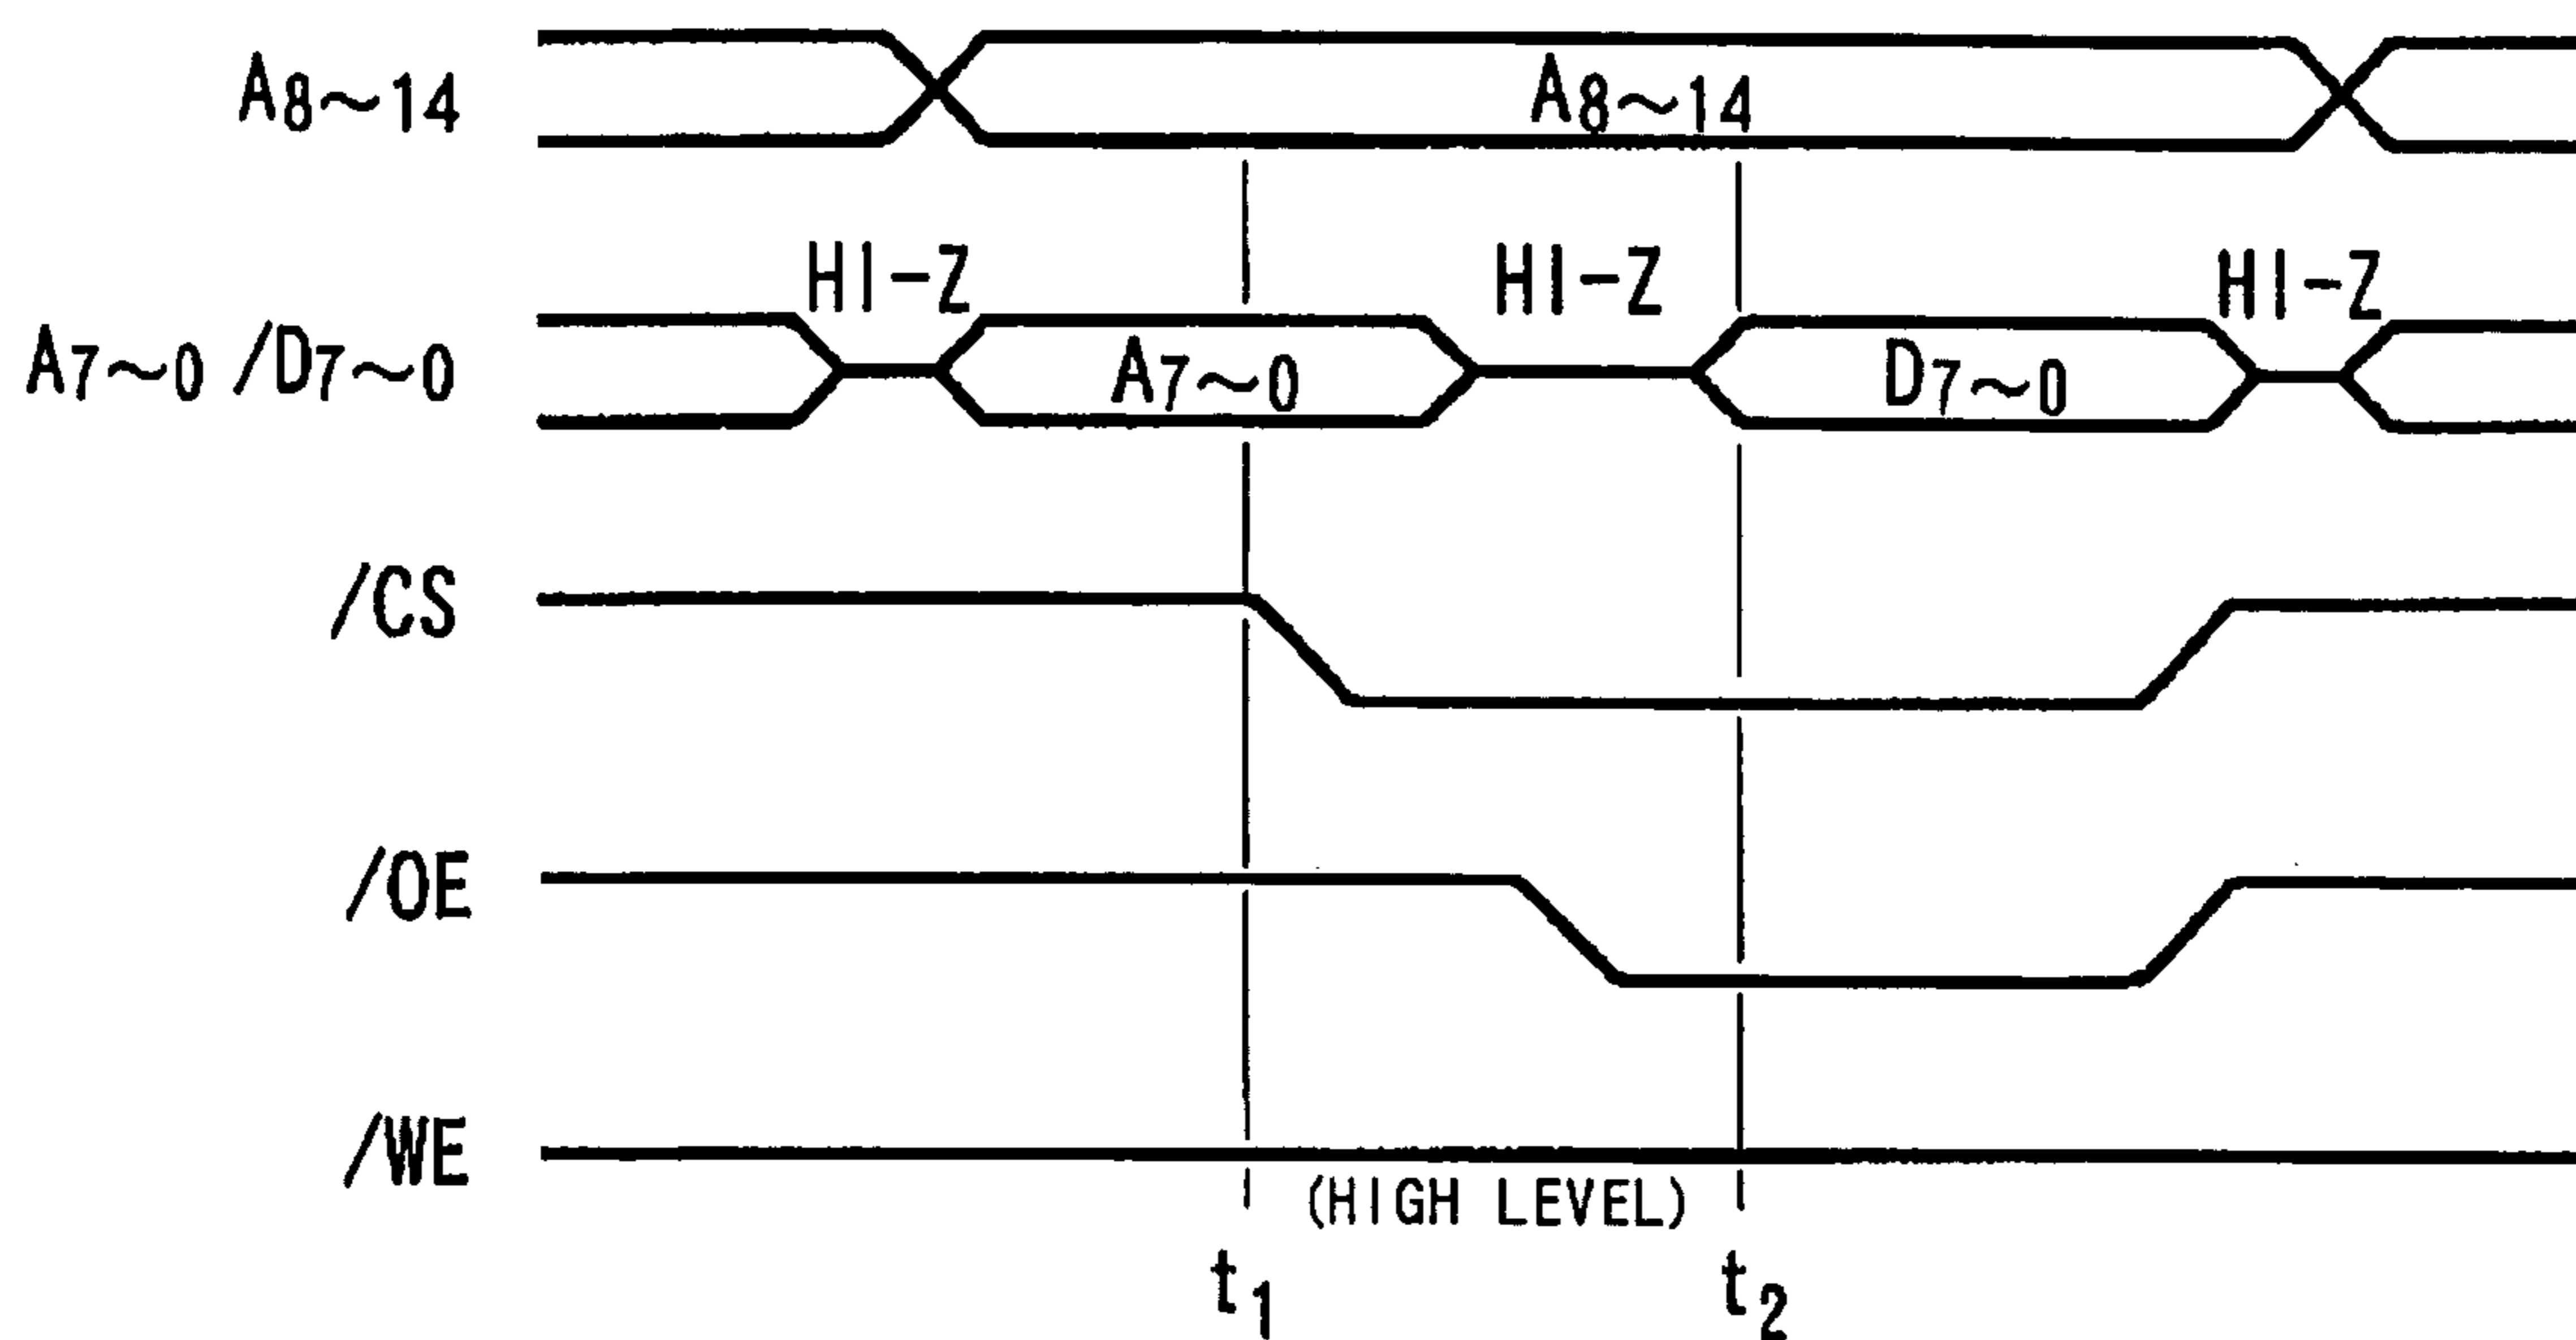 A8~14 A8~14
HI-Z HI-Z HI-Z
A7~0 /D7~0 A7~0 D7~0
/CS
/OE
/WE
(HIGH LEVEL)
t1 t2